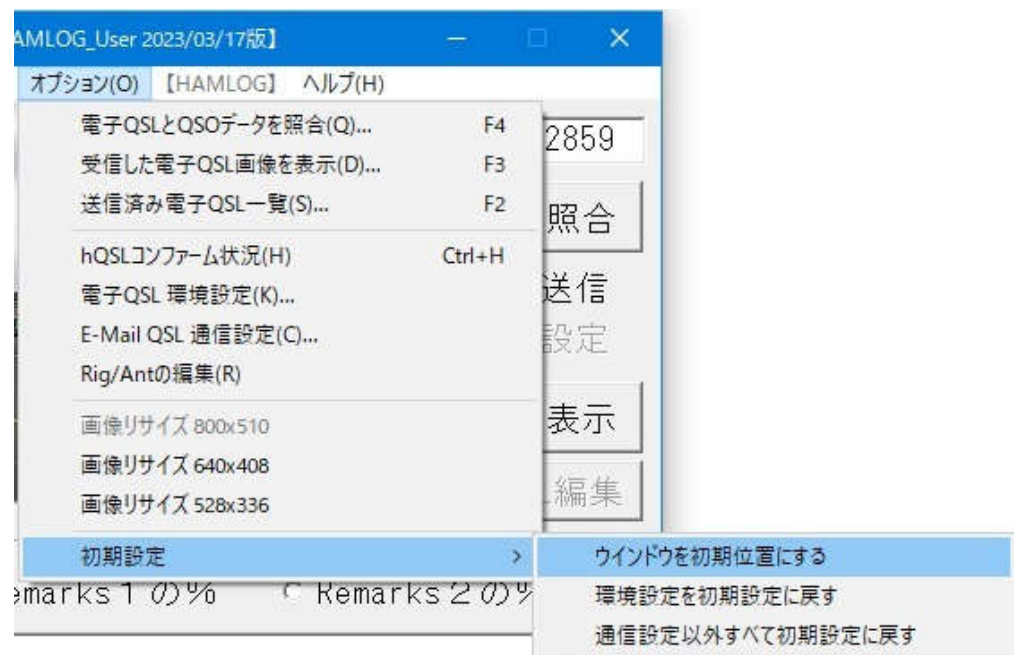 AMLOG_User 2023/03/17版】
オプション(O) 【HAMLOG】 ヘルプ(H)
電子QSLとQSOデータを照合(Q)... F4
2859
受信した電子QSL画像を表示(D)... F3
送信済み電子QSL一覧(S)... F2
照合
hQSLコンファーム状況(H) Ctrl+H
送信
電子QSL 環境設定(K)...
E-Mail QSL 通信設定(C)...
設定
Rig/Antの編集(R)
画像リサイズ 800x510
表示
画像リサイズ 640x408
画像リサイズ 528x336
編集
初期設定 >
ウインドウを初期位置にする
emarks1の% Remarks2の%
環境設定を初期設定に戻す
通信設定以外すべて初期設定に戻す